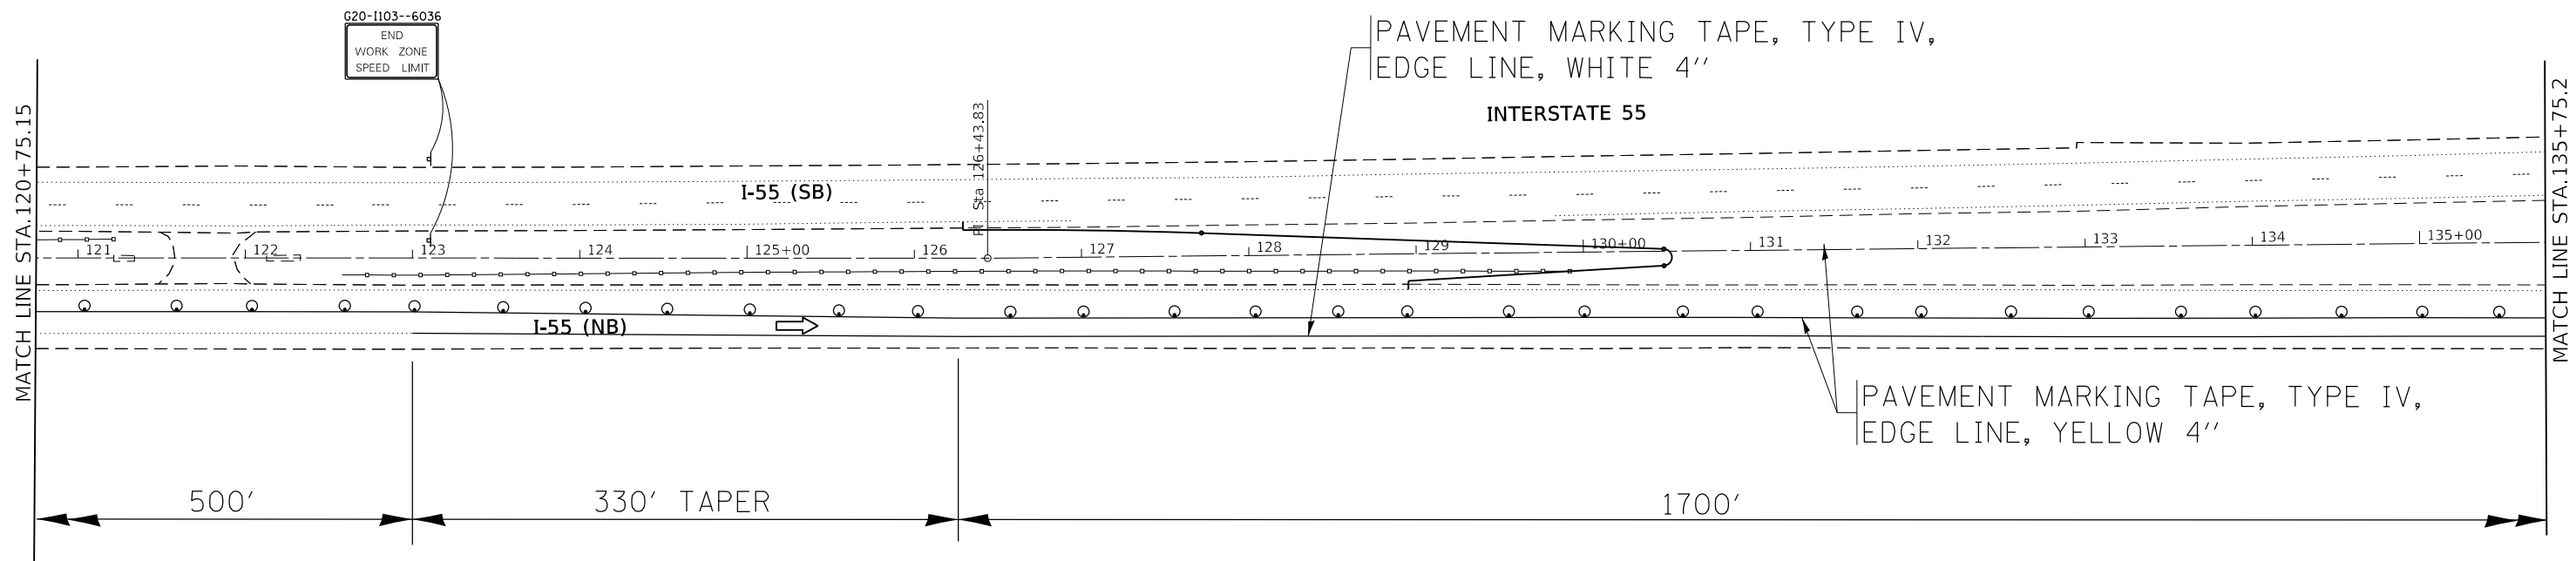 G20-I103--6036
END
WORK ZONE
SPEED LIMIT
PAVEMENT MARKING TAPE, TYPE IV,
EDGE LINE, WHITE 4''
INTERSTATE 55
MATCH LINE STA.120+75.15
PI Sta 126+43.83
MATCH LINE STA.135+75.2
I-55 (SB)
121
122
123
124
125+00
126
127
128
129
130+00
131
132
133
134
135+00
I-55 (NB)
PAVEMENT MARKING TAPE, TYPE IV,
EDGE LINE, YELLOW 4''
500'
330' TAPER
1700'